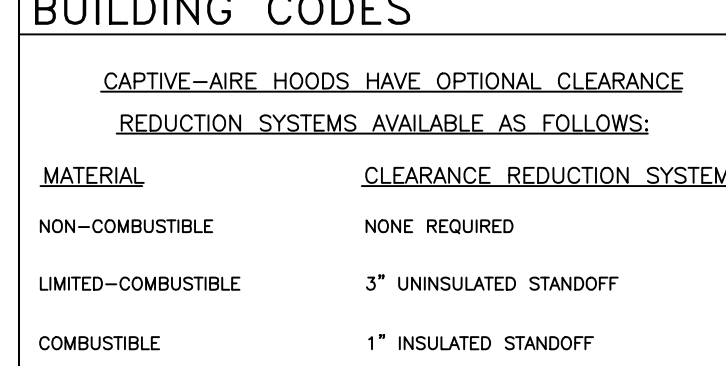 BUILDING CODES
CAPTIVE-AIRE HOODS HAVE OPTIONAL CLEARANCE
REDUCTION SYSTEMS AVAILABLE AS FOLLOWS:
MATERIAL CLEARANCE REDUCTION SYSTEM
NON-COMBUSTIBLE NONE REQUIRED
LIMITED-COMBUSTIBLE 3" UNINSULATED STANDOFF
COMBUSTIBLE 1" INSULATED STANDOFF